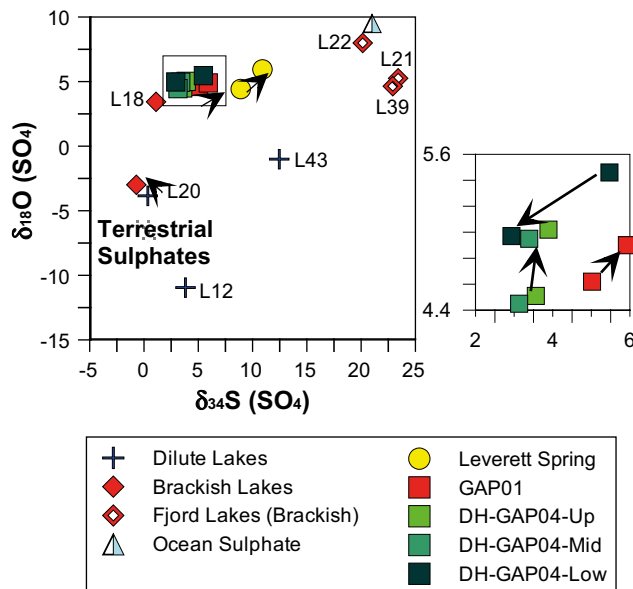 10
5
0
-5
-10
-15
δ18O (SO4)
L22
L21
L39
L18
L43
L20
Terrestrial
Sulphates
L12
-5 0 5 10 15 20 25
δ34S (SO4)
5.6
4.4
2 4 6
Dilute Lakes
Brackish Lakes
Fjord Lakes (Brackish)
Ocean Sulphate
Leverett Spring
GAP01
DH-GAP04-Up
DH-GAP04-Mid
DH-GAP04-Low